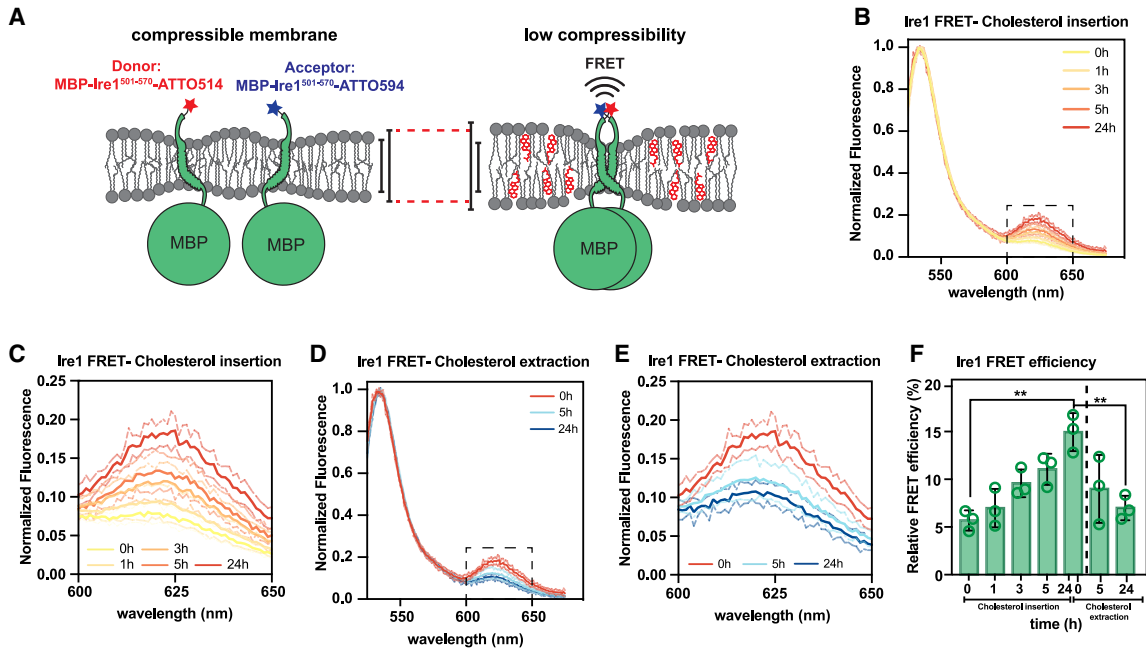 A
compressible membrane
low compressibility
Donor:
MBP-Ire1501-570-ATTO514
Acceptor:
MBP-Ire1501-570-ATTO594
FRET
MBP
MBP
MBP
B
Ire1 FRET- Cholesterol insertion
Normalized Fluorescence
1.0
0.8
0.6
0.4
0.2
0.0
550
600
650
wavelength (nm)
0h
1h
3h
5h
24h
C
Ire1 FRET- Cholesterol insertion
Normalized Fluorescence
0.25
0.20
0.15
0.10
0.05
0.00
600
625
650
wavelength (nm)
0h
3h
1h
5h
24h
D
Ire1 FRET- Cholesterol extraction
Normalized Fluorescence
1.0
0.8
0.6
0.4
0.2
0.0
550
600
650
wavelength (nm)
0h
5h
24h
E
Ire1 FRET- Cholesterol extraction
Normalized Fluorescence
0.25
0.20
0.15
0.10
0.05
0.00
600
625
650
wavelength (nm)
0h
5h
24h
F
Ire1 FRET efficiency
Relative FRET efficiency (%)
20
15
10
5
0
**
**
0 1 3 5 24 0 5 24
Cholesterol insertion
Cholesterol
extraction
time (h)